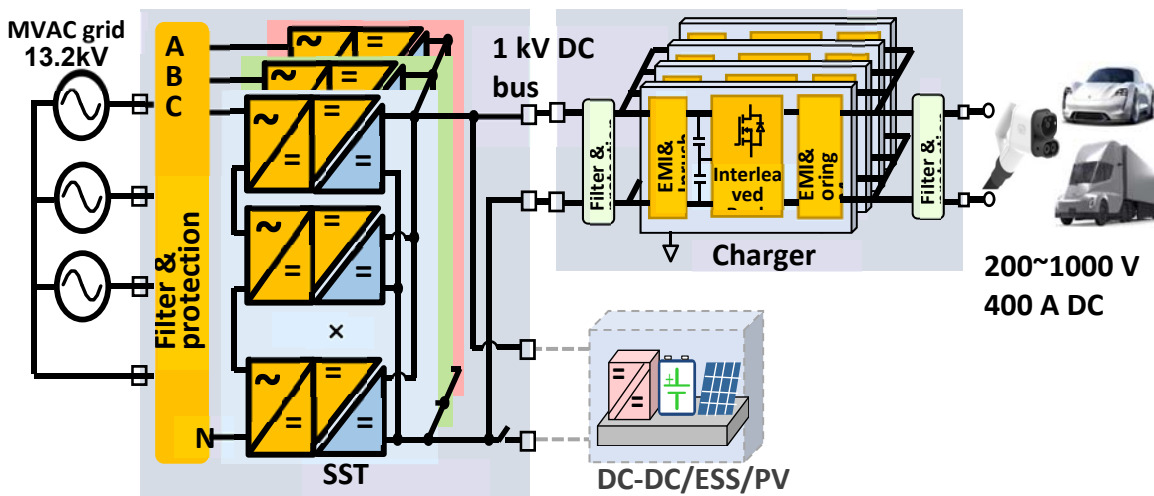 MVAC grid
13.2kV
A
B
C
N
Filter &
protection
~
=
~
=
~
=
=
=
~
=
=
=
×
~
=
=
=
SST
1 kV DC
bus
Filter &
EMI&
Interlea
ved
EMI&
oring
Filter &
Charger
200~1000 V
400 A DC
=
=
+
DC-DC/ESS/PV